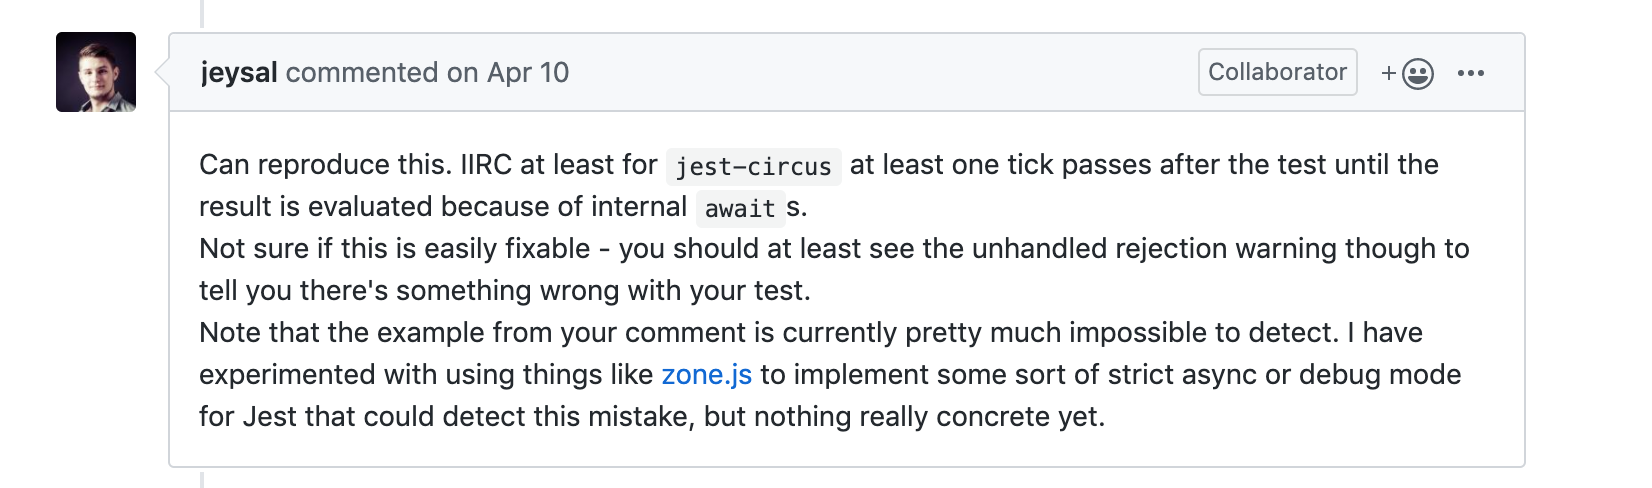 jeysal commented on Apr 10 Collaborator +
Can reproduce this. IIRC at least for jest-circus at least one tick passes after the test until the
result is evaluated because of internal await s.
Not sure if this is easily fixable - you should at least see the unhandled rejection warning though to
tell you there's something wrong with your test.
Note that the example from your comment is currently pretty much impossible to detect. I have
experimented with using things like zone.js to implement some sort of strict async or debug mode
for Jest that could detect this mistake, but nothing really concrete yet.